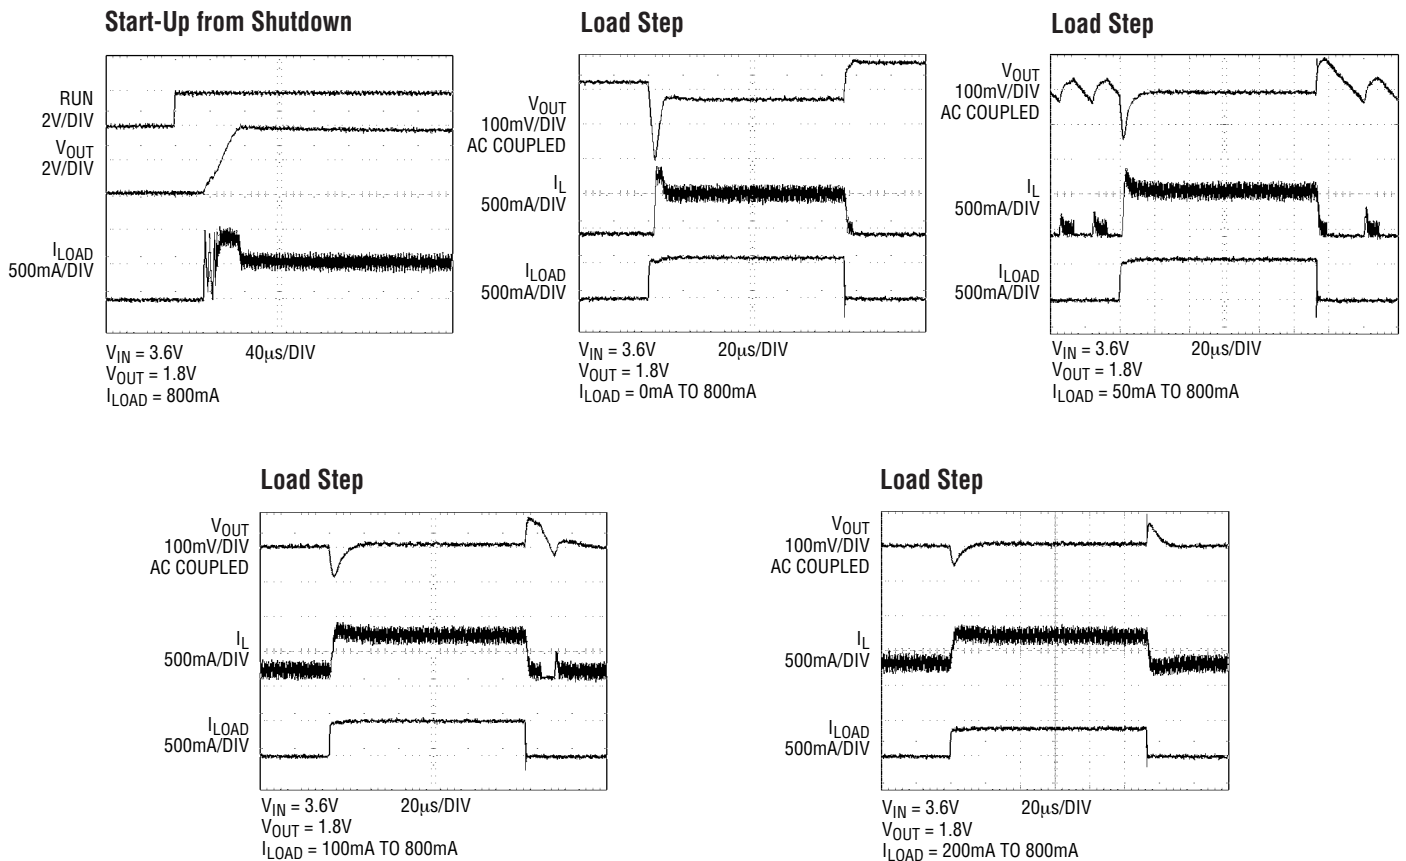 Start-Up from Shutdown
RUN
2V/DIV
VOUT
2V/DIV
ILOAD
500mA/DIV
VIN = 3.6V
40μs/DIV
VOUT = 1.8V
ILOAD = 800mA
Load Step
VOUT
100mV/DIV
AC COUPLED
IL
500mA/DIV
ILOAD
500mA/DIV
VIN = 3.6V
20μs/DIV
VOUT = 1.8V
ILOAD = 0mA TO 800mA
Load Step
VOUT
100mV/DIV
AC COUPLED
IL
500mA/DIV
ILOAD
500mA/DIV
VIN = 3.6V
20μs/DIV
VOUT = 1.8V
ILOAD = 50mA TO 800mA
Load Step
VOUT
100mV/DIV
AC COUPLED
IL
500mA/DIV
ILOAD
500mA/DIV
VIN = 3.6V
20μs/DIV
VOUT = 1.8V
ILOAD = 100mA TO 800mA
Load Step
VOUT
100mV/DIV
AC COUPLED
IL
500mA/DIV
ILOAD
500mA/DIV
VIN = 3.6V
20μs/DIV
VOUT = 1.8V
ILOAD = 200mA TO 800mA